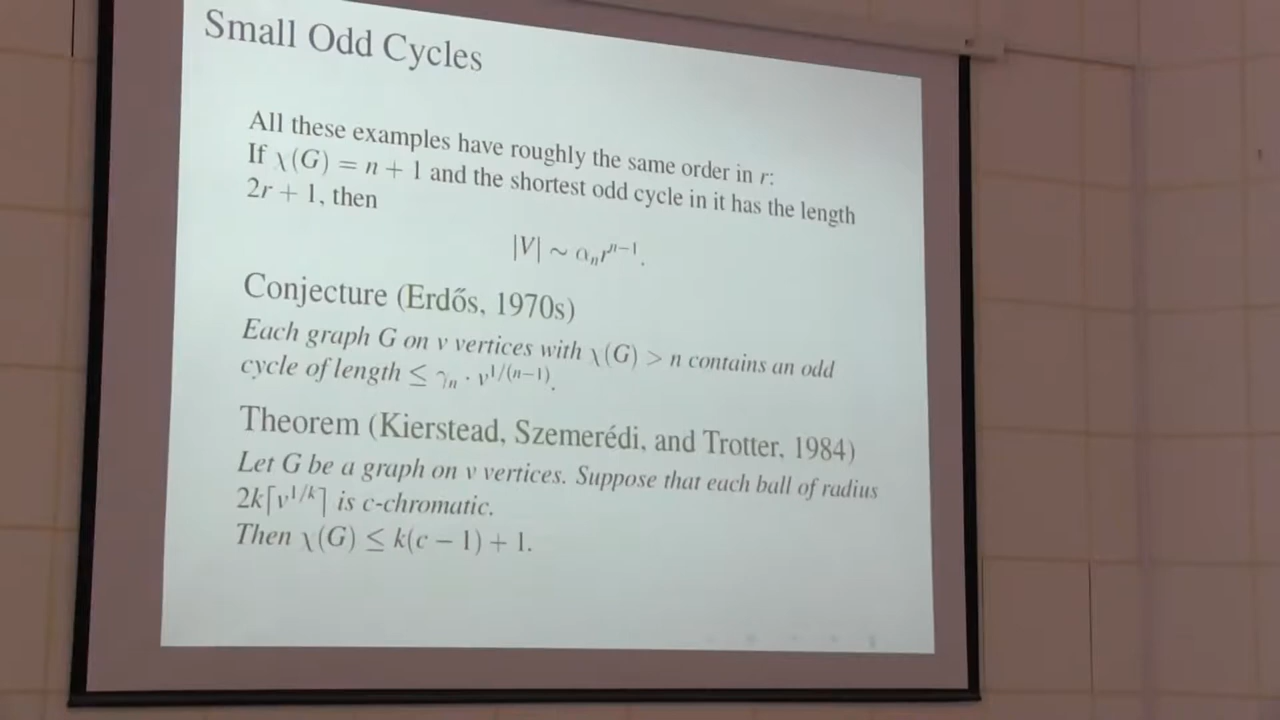 Small Odd Cycles
All these examples have roughly the same order in r:
If χ(G) = n + 1 and the shortest odd cycle in it has the length
2r + 1, then
|V| ~ αₙrⁿ⁻¹.
Conjecture (Erdős, 1970s)
Each graph G on v vertices with χ(G) > n contains an odd
cycle of length ≤ γₙ · v^{1/(n−1)}.
Theorem (Kierstead, Szemerédi, and Trotter, 1984)
Let G be a graph on v vertices. Suppose that each ball of radius
2k⌈v^{1/k}⌉ is c-chromatic.
Then χ(G) ≤ k(c − 1) + 1.